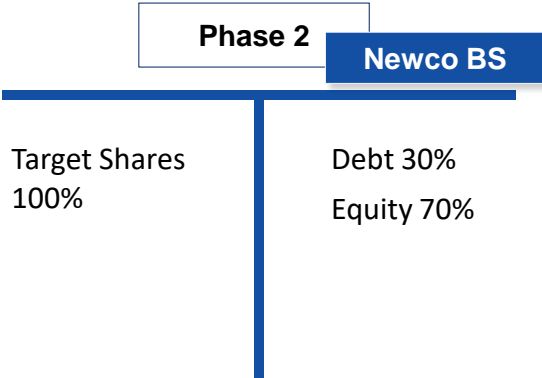 Phase 2
Newco BS
Target Shares
100%
Debt 30%
Equity 70%